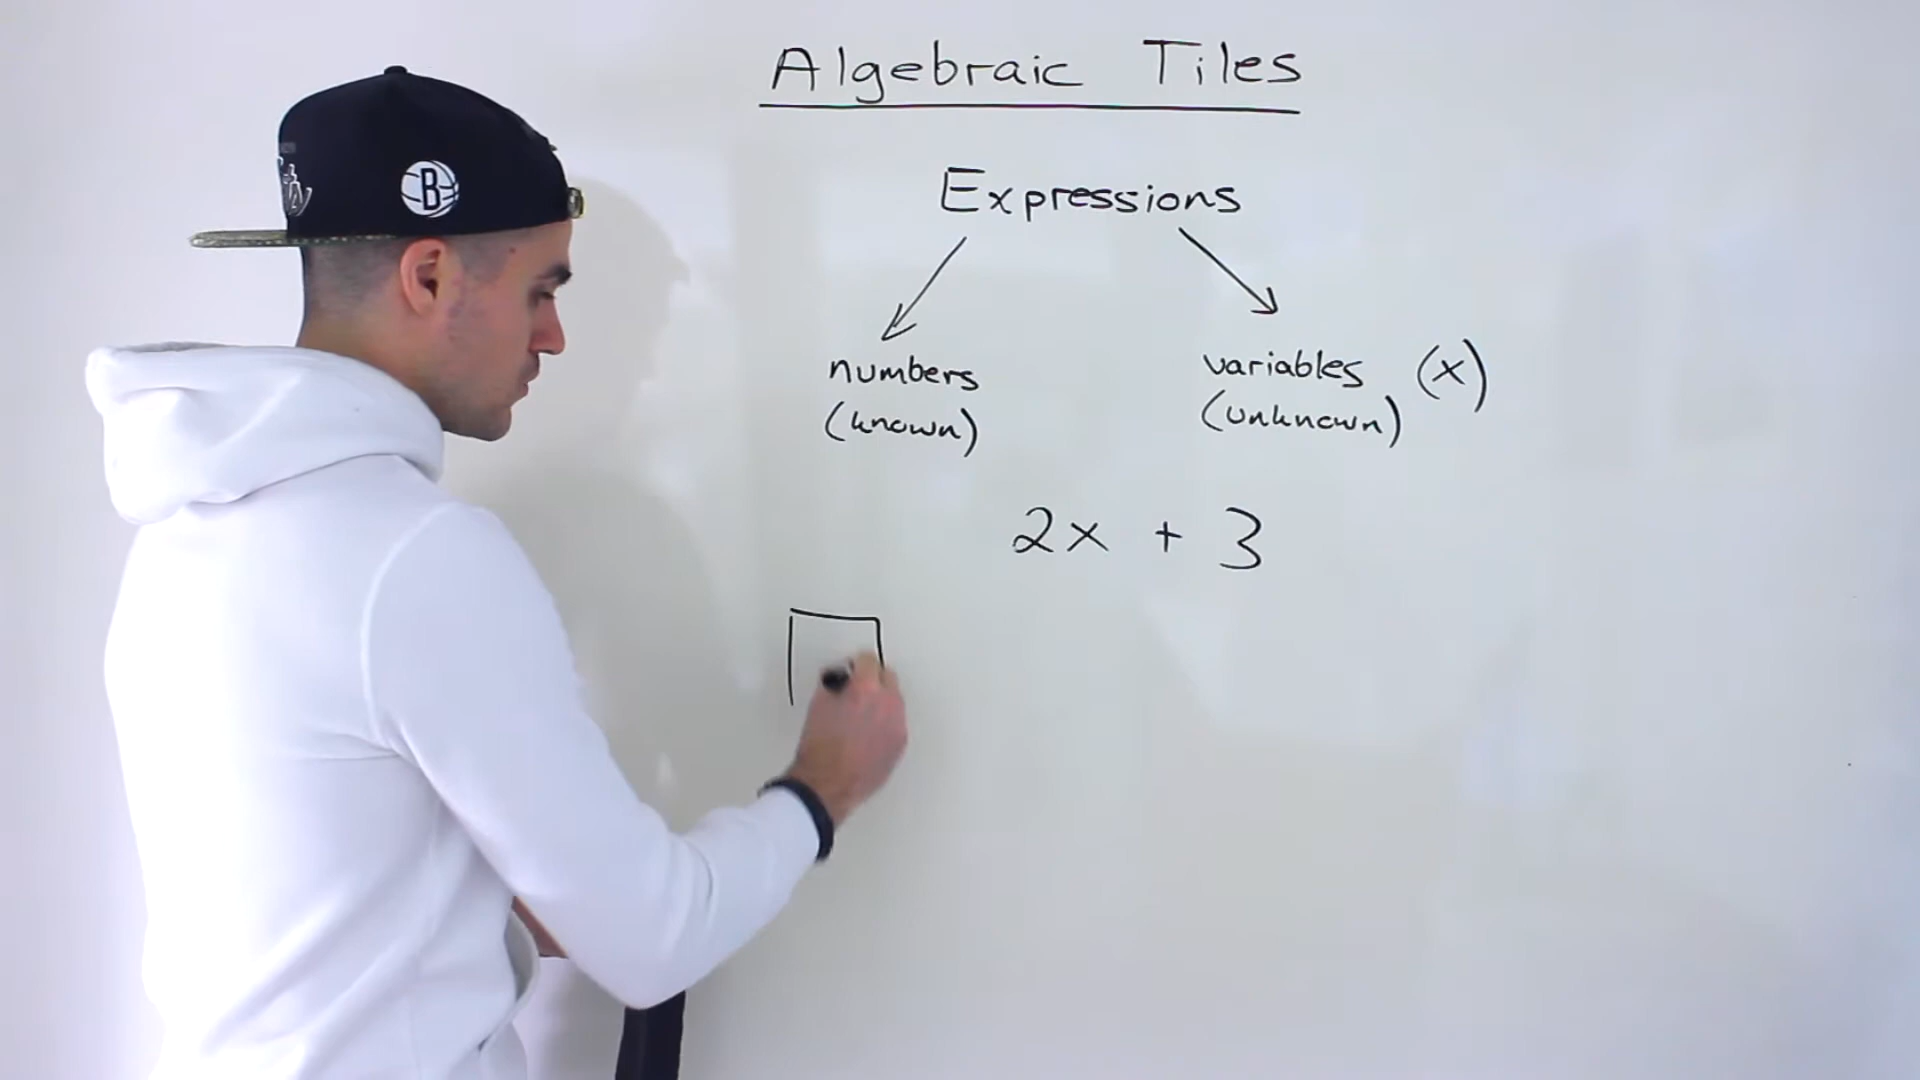 Algebraic Tiles
Expressions
numbers
(known)
variables (x)
(unknown)
2x + 3
B